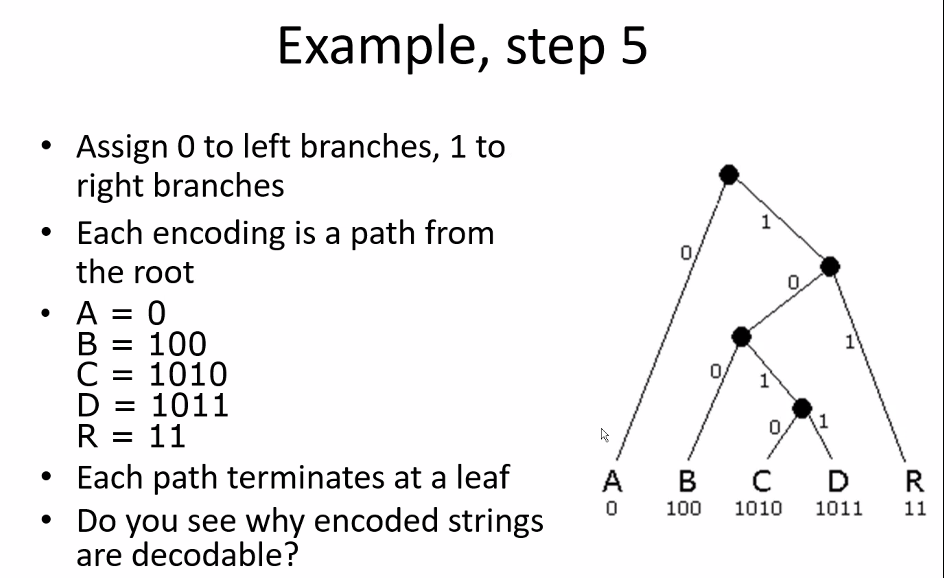 Example, step 5
• Assign 0 to left branches, 1 to
right branches
• Each encoding is a path from
the root
• A = 0
B = 100
C = 1010
D = 1011
R = 11
• Each path terminates at a leaf
• Do you see why encoded strings
are decodable?
1
0
0
1
0
1
0
1
A B C D R
0 100 1010 1011 11